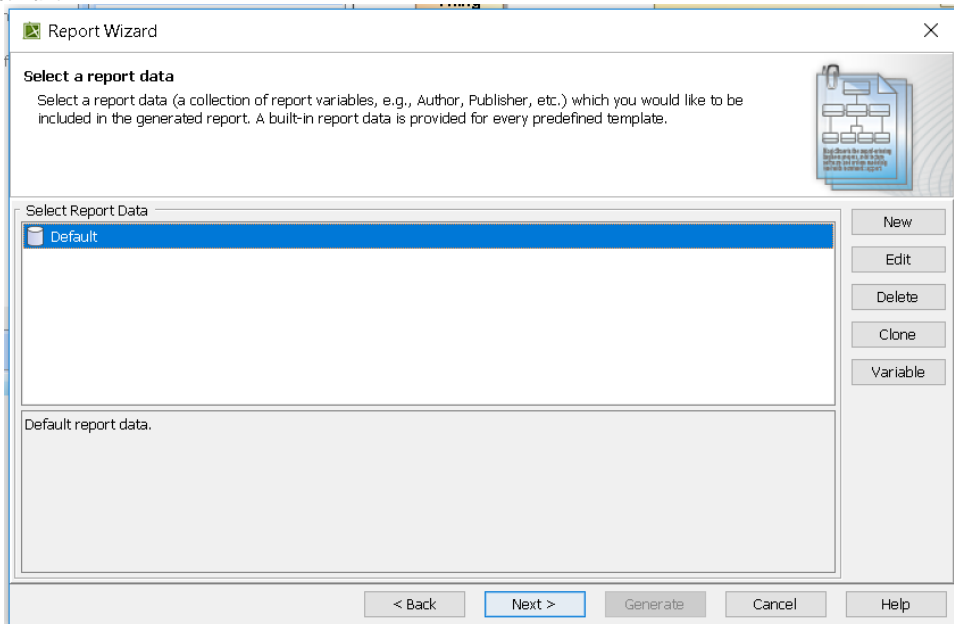 Thing
Report Wizard
Select a report data
Select a report data (a collection of report variables, e.g., Author, Publisher, etc.) which you would like to be
included in the generated report. A built-in report data is provided for every predefined template.
Select Report Data
Default
New
Edit
Delete
Clone
Variable
Default report data.
< Back
Next >
Generate
Cancel
Help